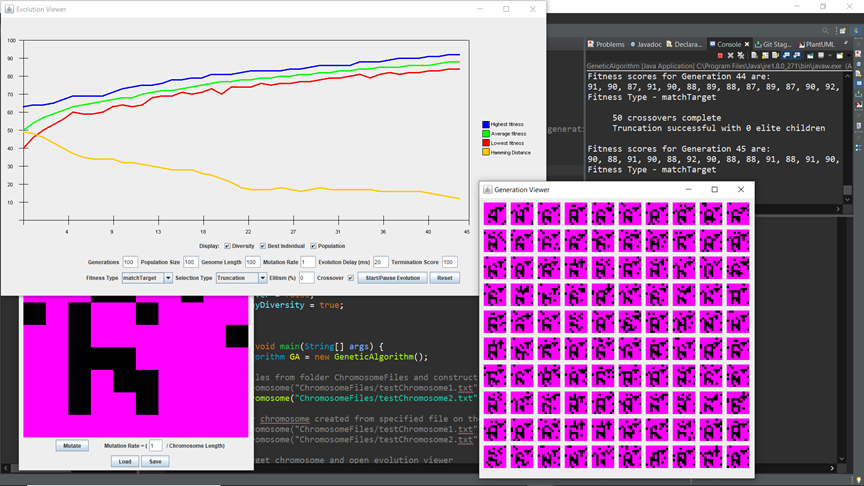 Evolution Viewer
100
90
80
70
60
50
40
30
20
10
4 9 13 18 22 27 31 36 40 45
Highest fitness
Average fitness
Lowest fitness
Hamming Distance
Display: Diversity Best Individual Population
Generations 100 Population Size 100 Genome Length 100 Mutation Rate 1 Evolution Delay (ms) 20 Termination Score 100
Fitness Type matchTarget Selection Type Truncation Elitism (%) 0 Crossover Start/Pause Evolution Reset
Problems Javadoc Declara... Console Git Stag... PlantUML
GeneticAlgorithm [Java Application] C:\Program Files\Java\jre1.8.0_271\bin\javaw.exe (A
Fitness scores for Generation 44 are:
91, 90, 87, 91, 90, 88, 89, 88, 87, 89, 87, 90, 92,
Fitness Type - matchTarget
50 crossovers complete
Truncation successful with 0 elite children
Fitness scores for Generation 45 are:
90, 88, 91, 90, 88, 92, 90, 88, 88, 91, 88, 91, 90,
Fitness Type - matchTarget
generati
Generation Viewer
ayDiversity = true;
void main(String[] args) {
lgorithm GA = new GeneticAlgorithm();
les from folder ChromosomeFiles and construct
hromosome("ChromosomeFiles/testChromosome1.txt"
hromosome("ChromosomeFiles/testChromosome2.txt"
chromosome created from specified file on th
hromosome("ChromosomeFiles/testChromosome1.txt"
hromosome("ChromosomeFiles/testChromosome2.txt"
rget chromosome and open evolution viewer
Mutate Mutation Rate = ( 1 / Chromosome Length)
Load Save